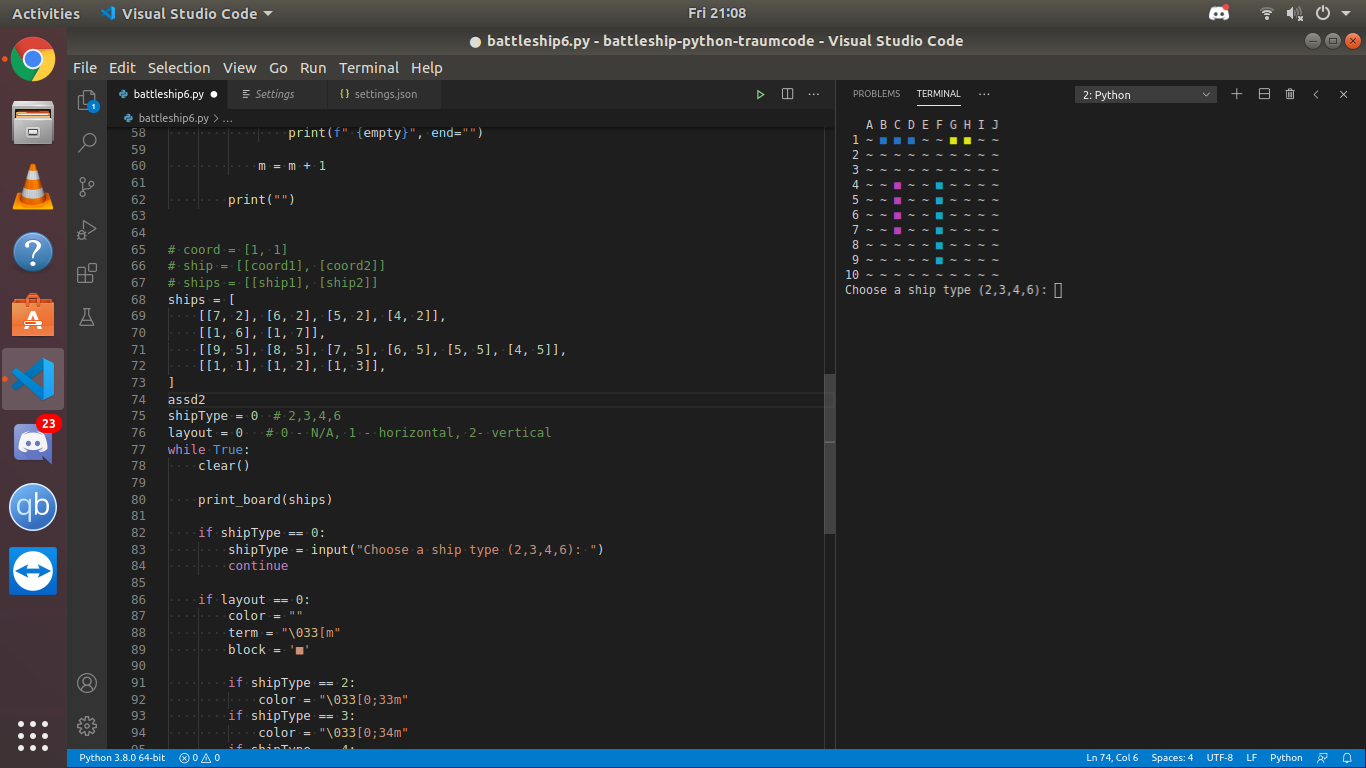 Activities Visual Studio Code Fri 21:08
● battleship6.py - battleship-python-traumcode - Visual Studio Code
File Edit Selection View Go Run Terminal Help
battleship6.py ● Settings settings.json
battleship6.py > ...
58 print(f" {empty}", end="")
59
60 m = m + 1
61
62 print("")
63
64
65 # coord = [1, 1]
66 # ship = [[coord1], [coord2]]
67 # ships = [[ship1], [ship2]]
68 ships = [
69 [[7, 2], [6, 2], [5, 2], [4, 2]],
70 [[1, 6], [1, 7]],
71 [[9, 5], [8, 5], [7, 5], [6, 5], [5, 5], [4, 5]],
72 [[1, 1], [1, 2], [1, 3]],
73 ]
74 assd2
75 shipType = 0 # 2,3,4,6
76 layout = 0 # 0 - N/A, 1 - horizontal, 2- vertical
77 while True:
78 clear()
79
80 print_board(ships)
81
82 if shipType == 0:
83 shipType = input("Choose a ship type (2,3,4,6): ")
84 continue
85
86 if layout == 0:
87 color = ""
88 term = "\033[m"
89 block = '■'
90
91 if shipType == 2:
92 color = "\033[0;33m"
93 if shipType == 3:
94 color = "\033[0;34m"
95 if shipType == 4:
PROBLEMS TERMINAL ... 2: Python
A B C D E F G H I J
1 ~ ■ ■ ■ ~ ~ ■ ■ ~ ~
2 ~ ~ ~ ~ ~ ~ ~ ~ ~ ~
3 ~ ~ ~ ~ ~ ~ ~ ~ ~ ~
4 ~ ~ ■ ~ ~ ■ ~ ~ ~ ~
5 ~ ~ ■ ~ ~ ■ ~ ~ ~ ~
6 ~ ~ ■ ~ ~ ■ ~ ~ ~ ~
7 ~ ~ ■ ~ ~ ■ ~ ~ ~ ~
8 ~ ~ ~ ~ ~ ■ ~ ~ ~ ~
9 ~ ~ ~ ~ ~ ■ ~ ~ ~ ~
10 ~ ~ ~ ~ ~ ~ ~ ~ ~ ~
Choose a ship type (2,3,4,6):
1
23
qb
Python 3.8.0 64-bit 0 0 Ln 74, Col 6 Spaces: 4 UTF-8 LF Python